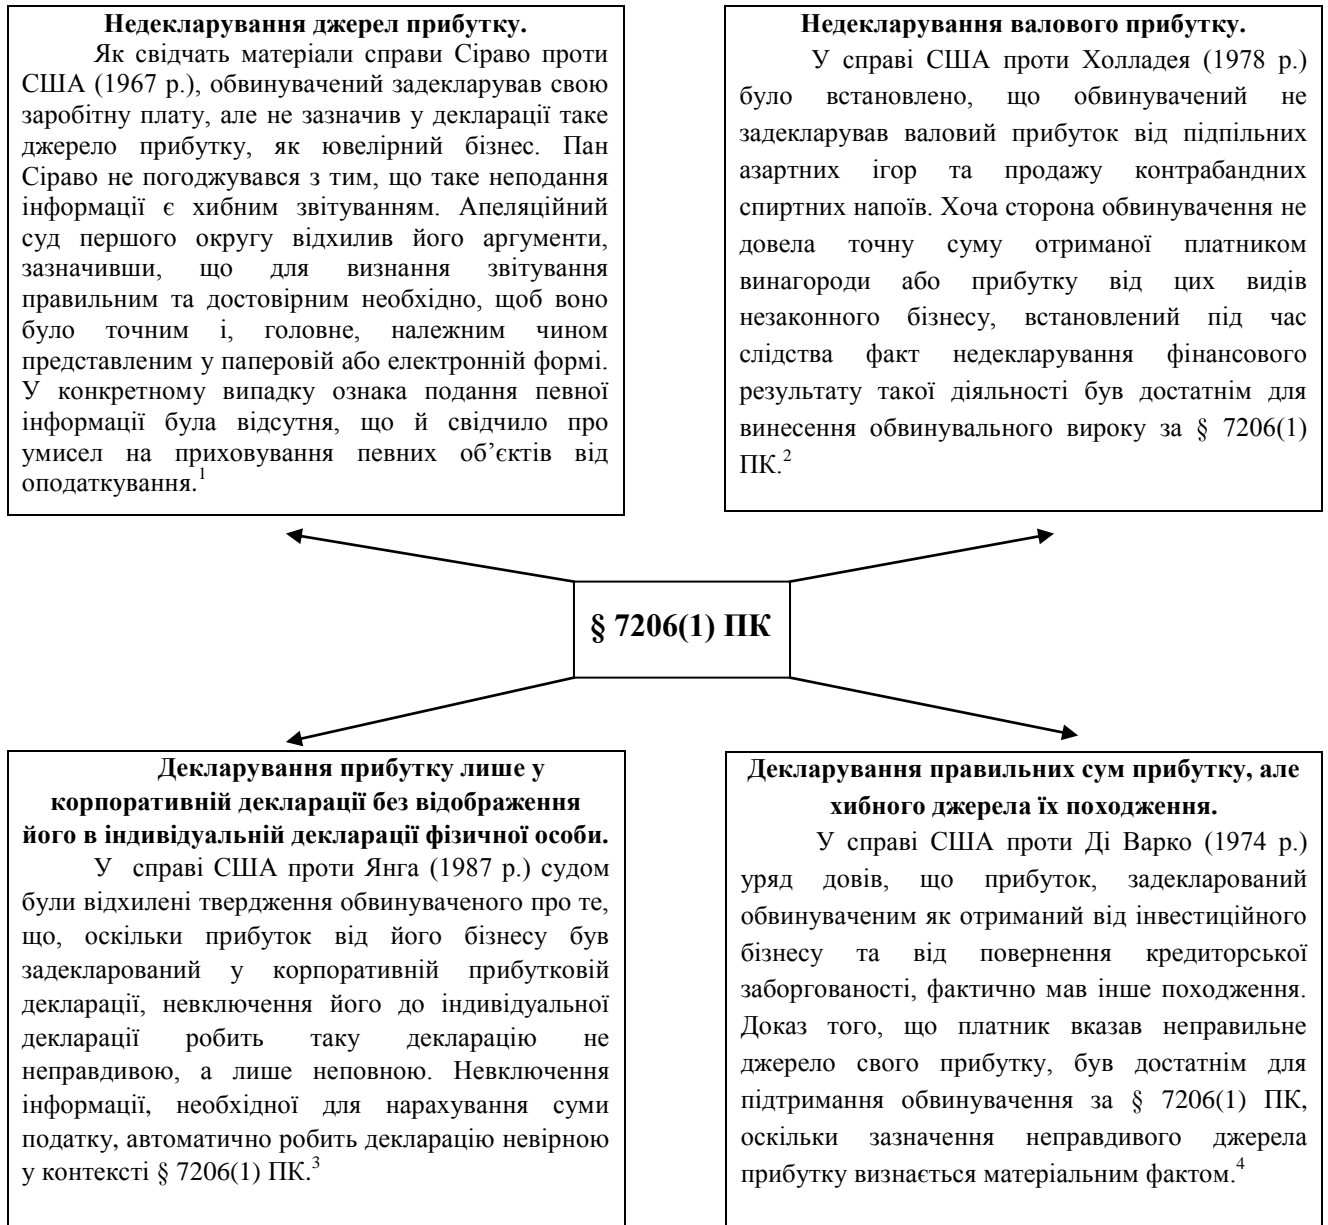 Недекларування джерел прибутку.
Як свідчать матеріали справи Сіраво проти
США (1967 р.), обвинувачений задекларував свою
заробітну плату, але не зазначив у декларації таке
джерело прибутку, як ювелірний бізнес. Пан
Сіраво не погоджувався з тим, що таке неподання
інформації є хибним звітуванням. Апеляційний
суд першого округу відхилив його аргументи,
зазначивши, що для визнання звітування
правильним та достовірним необхідно, щоб воно
було точним і, головне, належним чином
представленим у паперовій або електронній формі.
У конкретному випадку ознака подання певної
інформації була відсутня, що й свідчило про
умисел на приховування певних об’єктів від
оподаткування.¹
Недекларування валового прибутку.
У справі США проти Холладея (1978 р.)
було встановлено, що обвинувачений не
задекларував валовий прибуток від підпільних
азартних ігор та продажу контрабандних
спиртних напоїв. Хоча сторона обвинувачення не
довела точну суму отриманої платником
винагороди або прибутку від цих видів
незаконного бізнесу, встановлений під час
слідства факт недекларування фінансового
результату такої діяльності був достатнім для
винесення обвинувального вироку за § 7206(1)
ПК.²
§ 7206(1) ПК
Декларування прибутку лише у
корпоративній декларації без відображення
його в індивідуальній декларації фізичної особи.
У справі США проти Янга (1987 р.) судом
були відхилені твердження обвинуваченого про те,
що, оскільки прибуток від його бізнесу був
задекларований у корпоративній прибутковій
декларації, невключення його до індивідуальної
декларації робить таку декларацію не
неправдивою, а лише неповною. Невключення
інформації, необхідної для нарахування суми
податку, автоматично робить декларацію невірною
у контексті § 7206(1) ПК.³
Декларування правильних сум прибутку, але
хибного джерела їх походження.
У справі США проти Ді Варко (1974 р.)
уряд довів, що прибуток, задекларований
обвинуваченим як отриманий від інвестиційного
бізнесу та від повернення кредиторської
заборгованості, фактично мав інше походження.
Доказ того, що платник вказав неправильне
джерело свого прибутку, був достатнім для
підтримання обвинувачення за § 7206(1) ПК,
оскільки зазначення неправдивого джерела
прибутку визнається матеріальним фактом.⁴